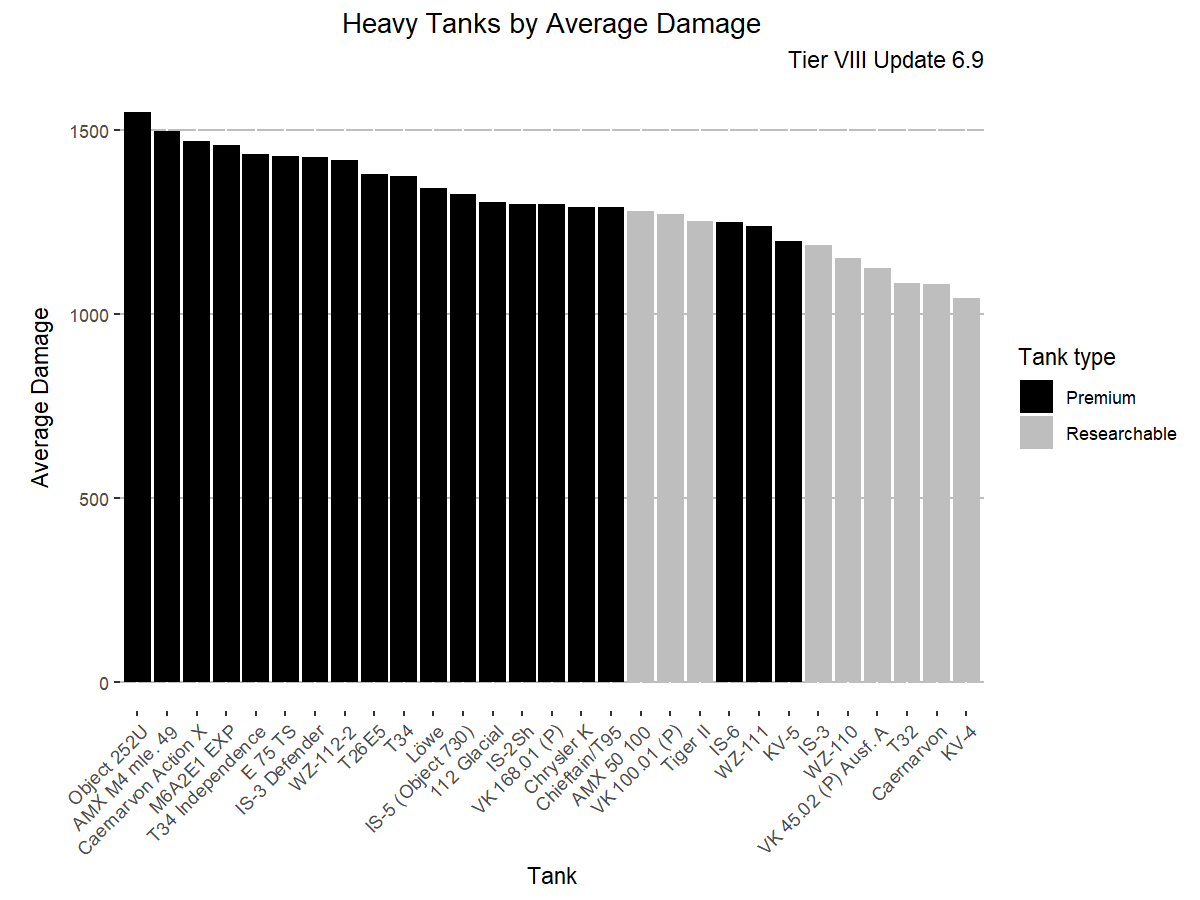 Heavy Tanks by Average Damage
Tier VIII Update 6.9
Average Damage
1500
1000
500
0
Object 252U
AMX M4 mle. 49
Caernarvon Action X
M6A2E1 EXP
T34 Independence
E 75 TS
IS-3 Defender
WZ-112-2
T26E5
T34
Löwe
IS-5 (Object 730)
112 Glacial
IS-2Sh
VK 168.01 (P)
Chrysler K
Chieftain/T95
AMX 50 100
VK 100.01 (P)
Tiger II
IS-6
WZ-111
KV-5
IS-3
WZ-110
VK 45.02 (P) Ausf. A
T32
Caernarvon
KV-4
Tank
Tank type
Premium
Researchable